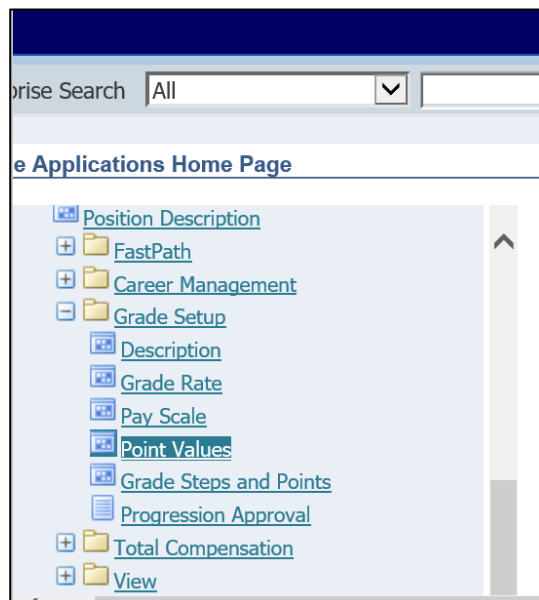 prise Search All
e Applications Home Page
Position Description
FastPath
Career Management
Grade Setup
Description
Grade Rate
Pay Scale
Point Values
Grade Steps and Points
Progression Approval
Total Compensation
View